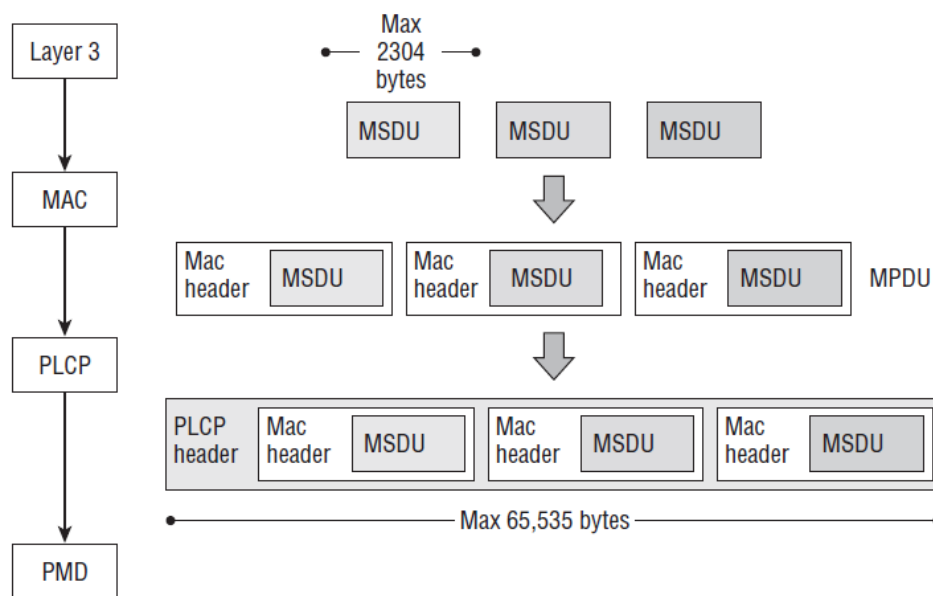 Layer 3
Max
2304
bytes
MSDU
MSDU
MSDU
MAC
Mac
header
MSDU
Mac
header
MSDU
Mac
header
MSDU
MPDU
PLCP
PLCP
header
Mac
header
MSDU
Mac
header
MSDU
Mac
header
MSDU
Max 65,535 bytes
PMD